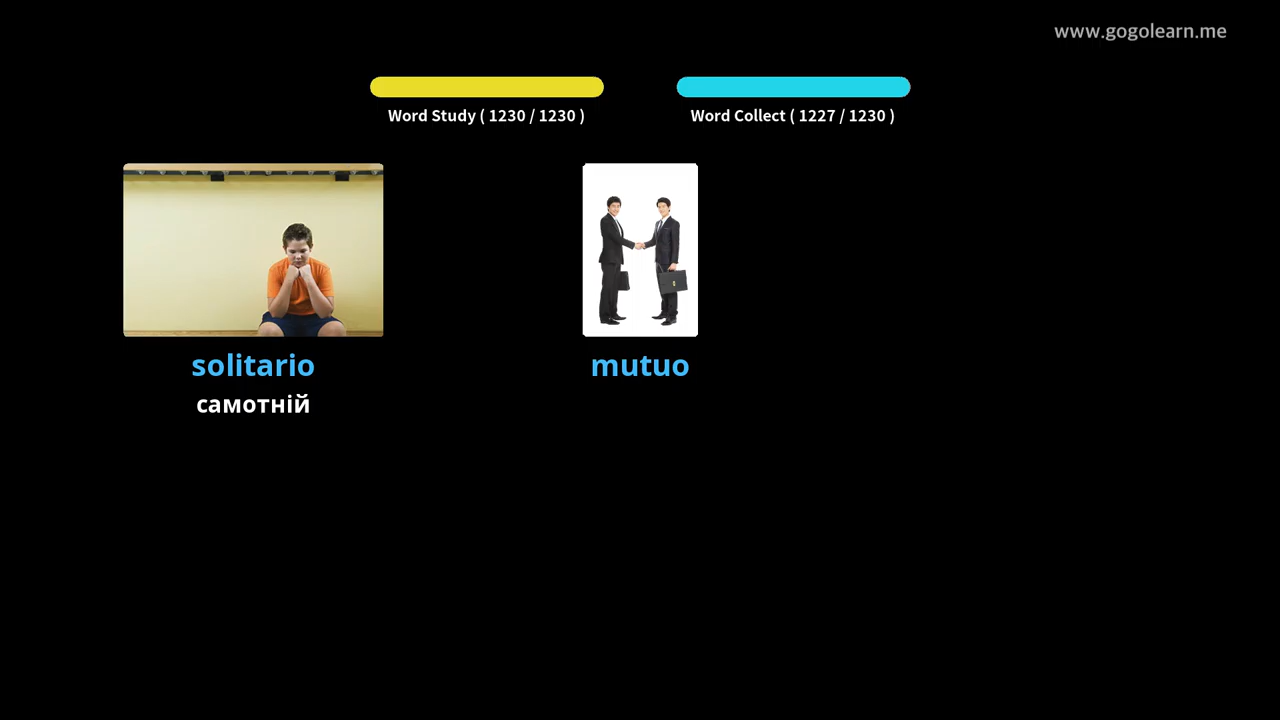 www.gogolearn.me
Word Study ( 1230 / 1230 )
Word Collect ( 1227 / 1230 )
solitario
mutuo
самотній